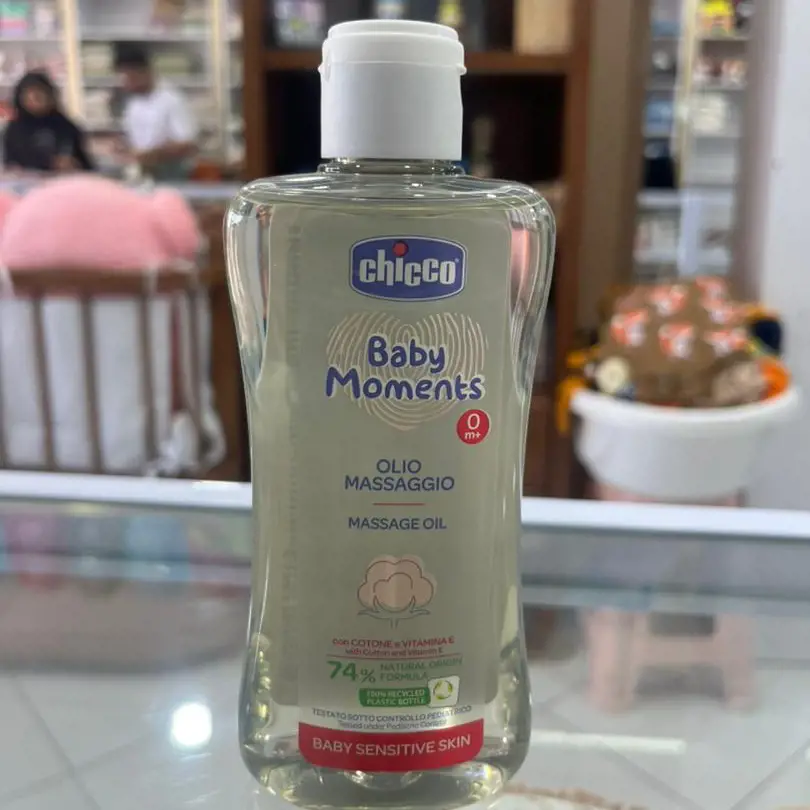 chicco
Baby
Moments
0
m+
OLIO
MASSAGGIO
MASSAGE OIL
con COTONE e VITAMINA E
with Cotton and Vitamin E
74% NATURAL ORIGIN
FORMULA
100% RECYCLED
PLASTIC BOTTLE
TESTATO SOTTO CONTROLLO PEDIATRICO
Tested under Pediatric Control
BABY SENSITIVE SKIN